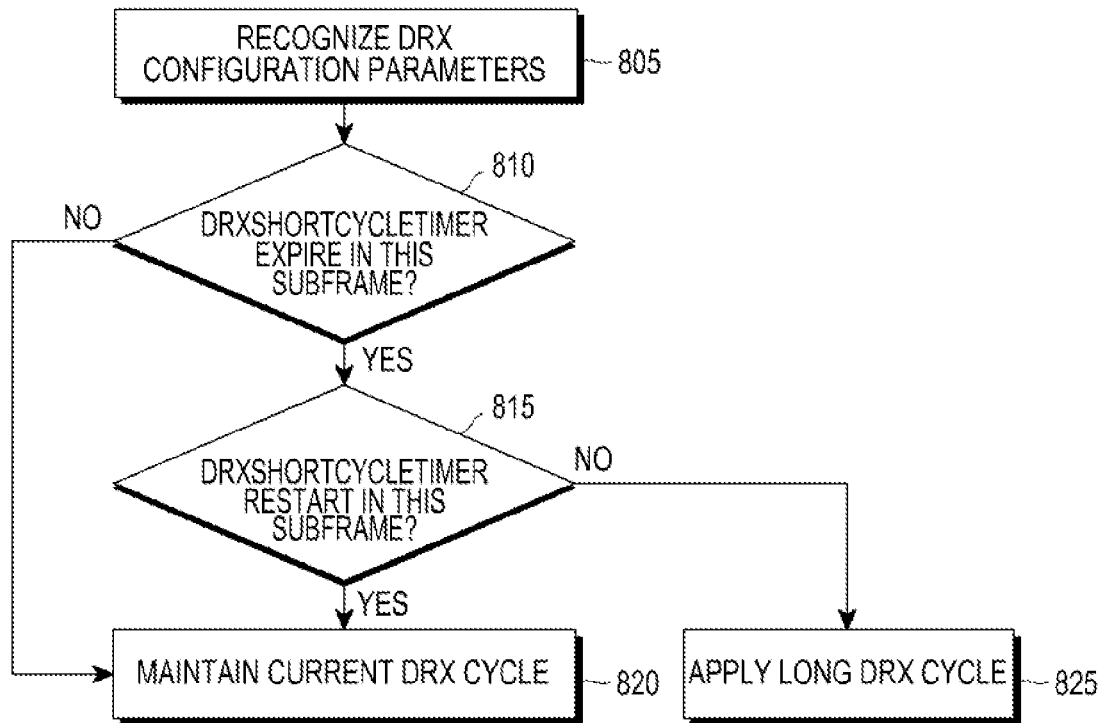 RECOGNIZE DRX
CONFIGURATION PARAMETERS
805
810
NO
DRXSHORTCYCLETIMER
EXPIRE IN THIS
SUBFRAME?
YES
815
DRXSHORTCYCLETIMER
RESTART IN THIS
SUBFRAME?
NO
YES
MAINTAIN CURRENT DRX CYCLE
820
APPLY LONG DRX CYCLE
825